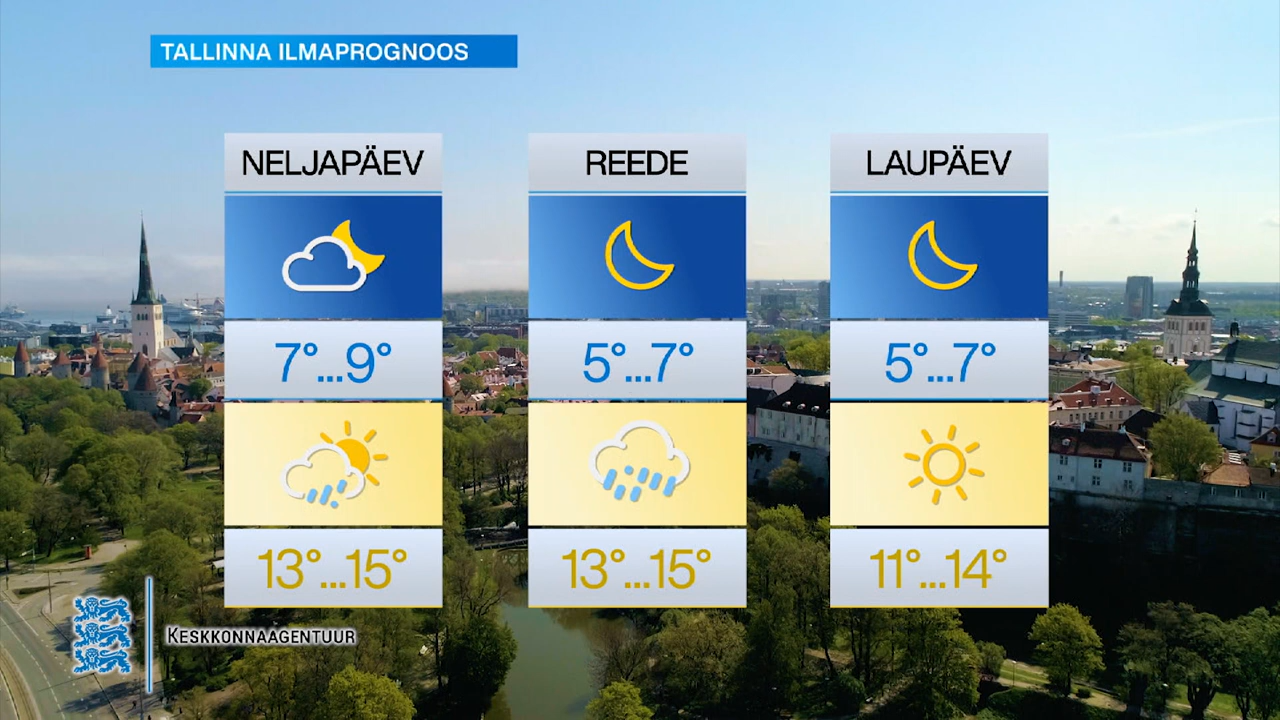 TALLINNA ILMAPROGNOOS
NELJAPÄEV
7°...9°
13°...15°
REEDE
5°...7°
13°...15°
LAUPÄEV
5°...7°
11°...14°
KESKKONNAAGENTUUR